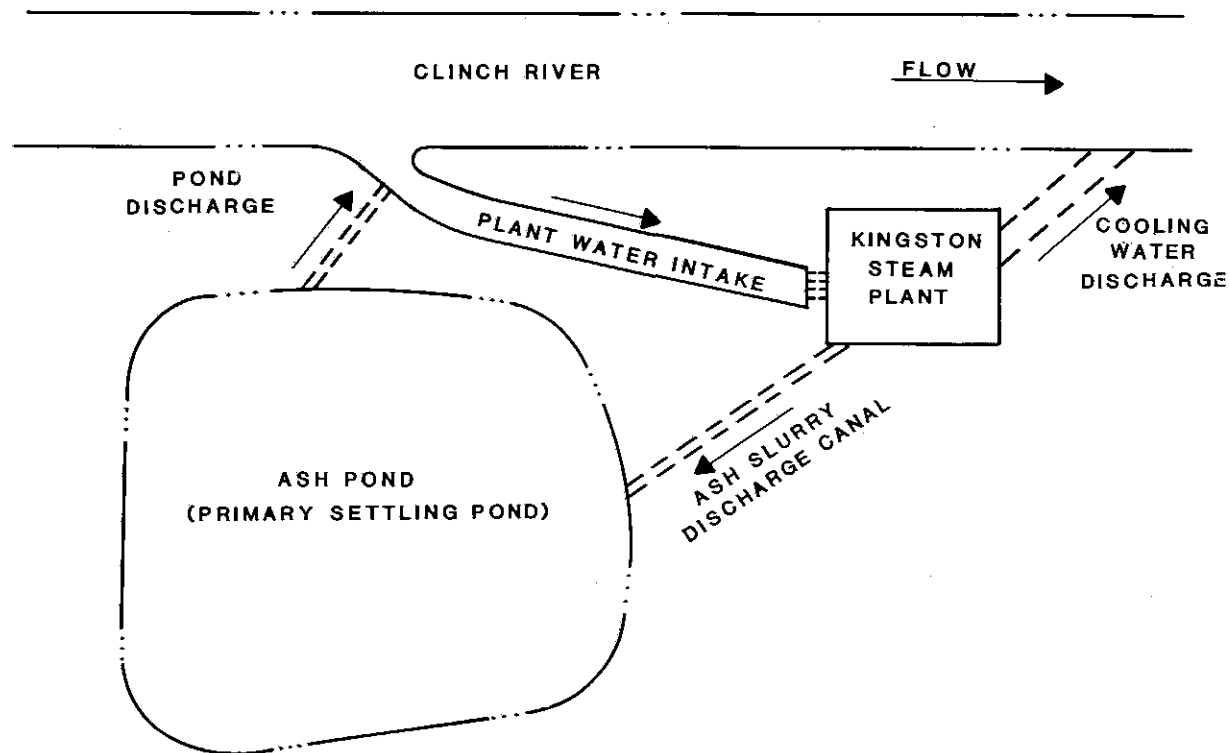 CLINCH RIVER
FLOW
POND
DISCHARGE
PLANT WATER INTAKE
KINGSTON
STEAM
PLANT
COOLING
WATER
DISCHARGE
ASH SLURRY
DISCHARGE CANAL
ASH POND
(PRIMARY SETTLING POND)